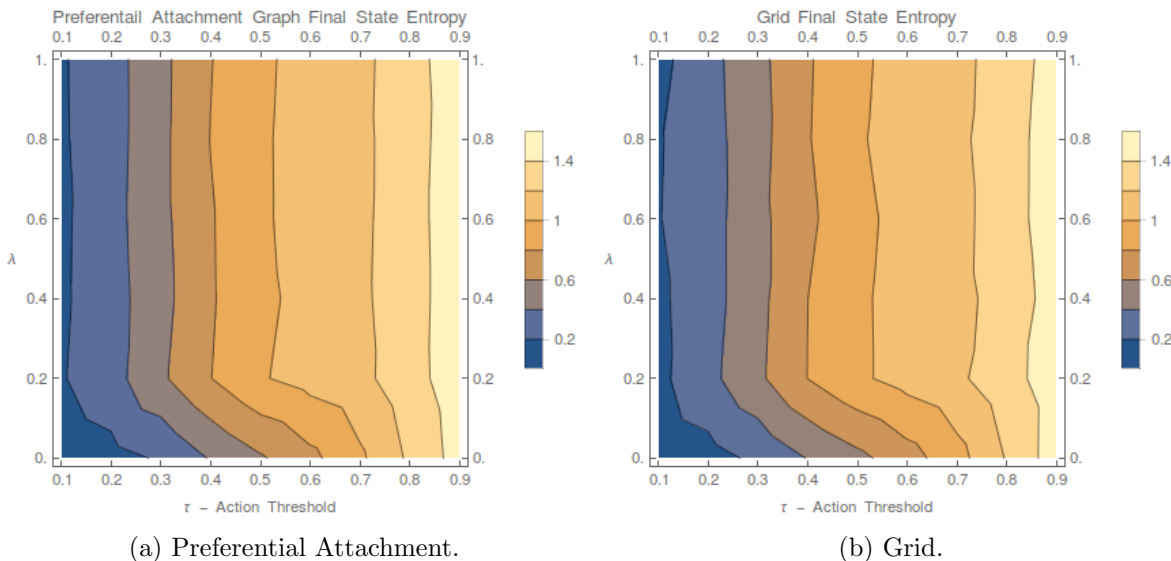 Preferentail Attachment Graph Final State Entropy
0.1 0.2 0.3 0.4 0.5 0.6 0.7 0.8 0.9
1. 1.
0.8 0.8
0.6 0.6
λ
0.4 0.4
0.2 0.2
0. 0.
0.1 0.2 0.3 0.4 0.5 0.6 0.7 0.8 0.9
τ – Action Threshold
1.4
1
0.6
0.2
(a) Preferential Attachment.
Grid Final State Entropy
0.1 0.2 0.3 0.4 0.5 0.6 0.7 0.8 0.9
1. 1.
0.8 0.8
0.6 0.6
λ
0.4 0.4
0.2 0.2
0. 0.
0.1 0.2 0.3 0.4 0.5 0.6 0.7 0.8 0.9
τ – Action Threshold
1.4
1
0.6
0.2
(b) Grid.